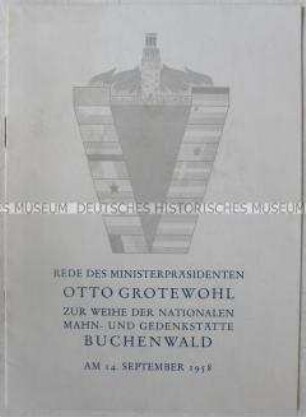 S MUSEUM DEUTSCHES HISTORISCHES MUSEUM
REDE DES MINISTERPRÄSIDENTEN
OTTO GROTEWOHL
ZUR WEIHE DER NATIONALEN
MAHN- UND GEDENKSTÄTTE
BUCHENWALD
AM 14. SEPTEMBER 1958